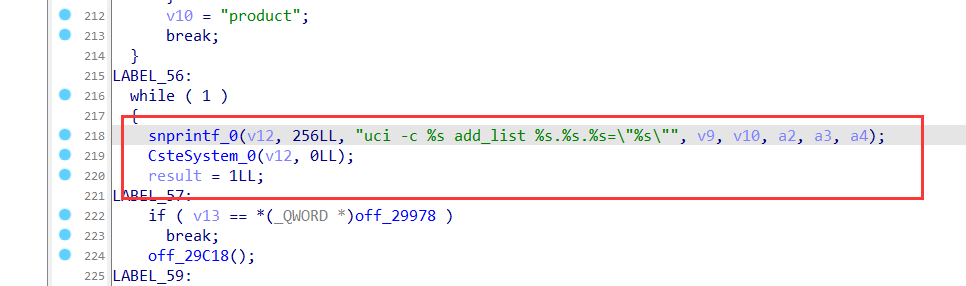 212 v10 = "product";
213 break;
214 }
215 LABEL_56:
216 while ( 1 )
217 {
218 snprintf_0(v12, 256LL, "uci -c %s add_list %s.%s.%s=\"%s\"", v9, v10, a2, a3, a4);
219 CsteSystem_0(v12, 0LL);
220 result = 1LL;
221 LABEL_57:
222 if ( v13 == *(_QWORD *)off_29978 )
223 break;
224 off_29C18();
225 LABEL_59: